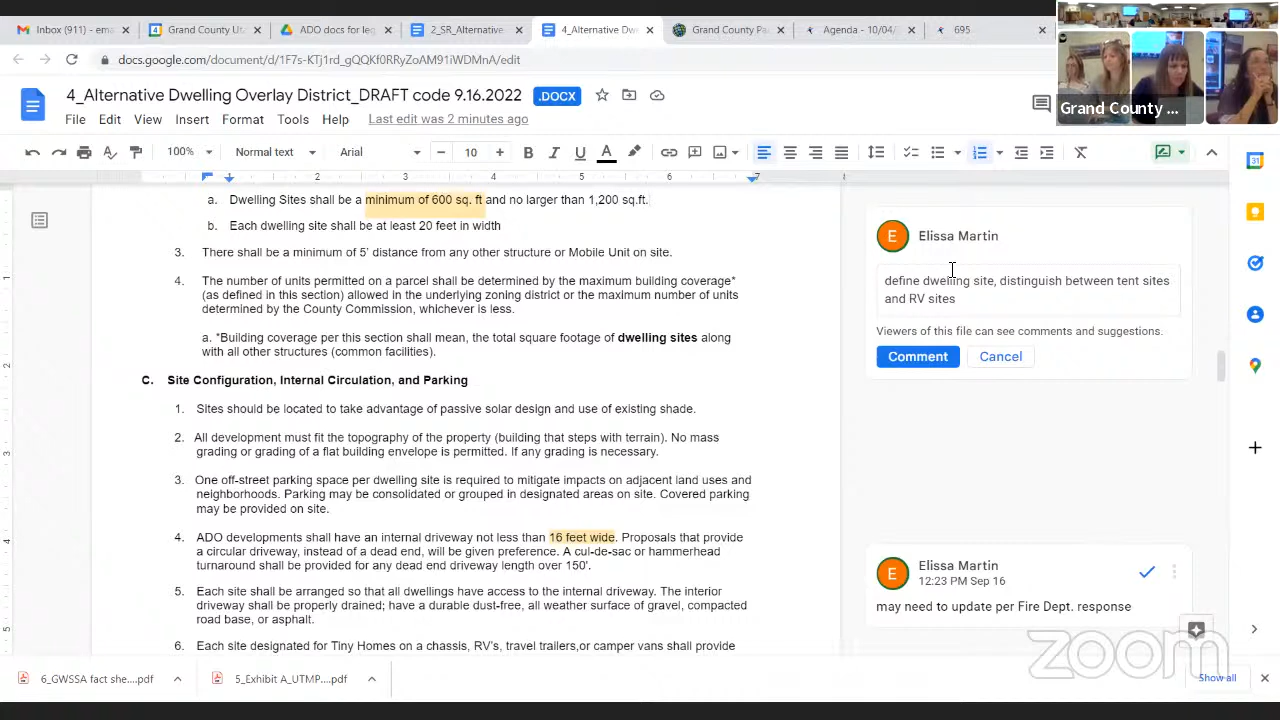 Inbox (911) - ema
Grand County Ut
ADO docs for
2_SR_Alternative
4_Alternative Dw
Grand County Pa
Agenda - 10/04/
695
docs.google.com/document/d/1F7s-KTj1rd_gQQKf0RRyZoAM91iWDMnA/edit
4_Alternative Dwelling Overlay District_DRAFT code 9.16.2022
.DOCX
Grand County ...
File Edit View Insert Format Tools Help Last edit was 2 minutes ago
100% Normal text Arial 10
a. Dwelling Sites shall be a minimum of 600 sq. ft and no larger than 1,200 sq.ft.
b. Each dwelling site shall be at least 20 feet in width
3. There shall be a minimum of 5' distance from any other structure or Mobile Unit on site.
4. The number of units permitted on a parcel shall be determined by the maximum building coverage*
(as defined in this section) allowed in the underlying zoning district or the maximum number of units
determined by the County Commission, whichever is less.
a. *Building coverage per this section shall mean, the total square footage of dwelling sites along
with all other structures (common facilities).
C. Site Configuration, Internal Circulation, and Parking
1. Sites should be located to take advantage of passive solar design and use of existing shade.
2. All development must fit the topography of the property (building that steps with terrain). No mass
grading or grading of a flat building envelope is permitted. If any grading is necessary.
3. One off-street parking space per dwelling site is required to mitigate impacts on adjacent land uses and
neighborhoods. Parking may be consolidated or grouped in designated areas on site. Covered parking
may be provided on site.
4. ADO developments shall have an internal driveway not less than 16 feet wide. Proposals that provide
a circular driveway, instead of a dead end, will be given preference. A cul-de-sac or hammerhead
turnaround shall be provided for any dead end driveway length over 150'.
5. Each site shall be arranged so that all dwellings have access to the internal driveway. The interior
driveway shall be properly drained; have a durable dust-free, all weather surface of gravel, compacted
road base, or asphalt.
6. Each site designated for Tiny Homes on a chassis, RV's, travel trailers,or camper vans shall provide
E
Elissa Martin
define dwelling site, distinguish between tent sites
and RV sites
Viewers of this file can see comments and suggestions.
Comment Cancel
E
Elissa Martin
12:23 PM Sep 16
may need to update per Fire Dept. response
zoom
6_GWSSA fact she....pdf
5_Exhibit A_UTMP....pdf
Show all